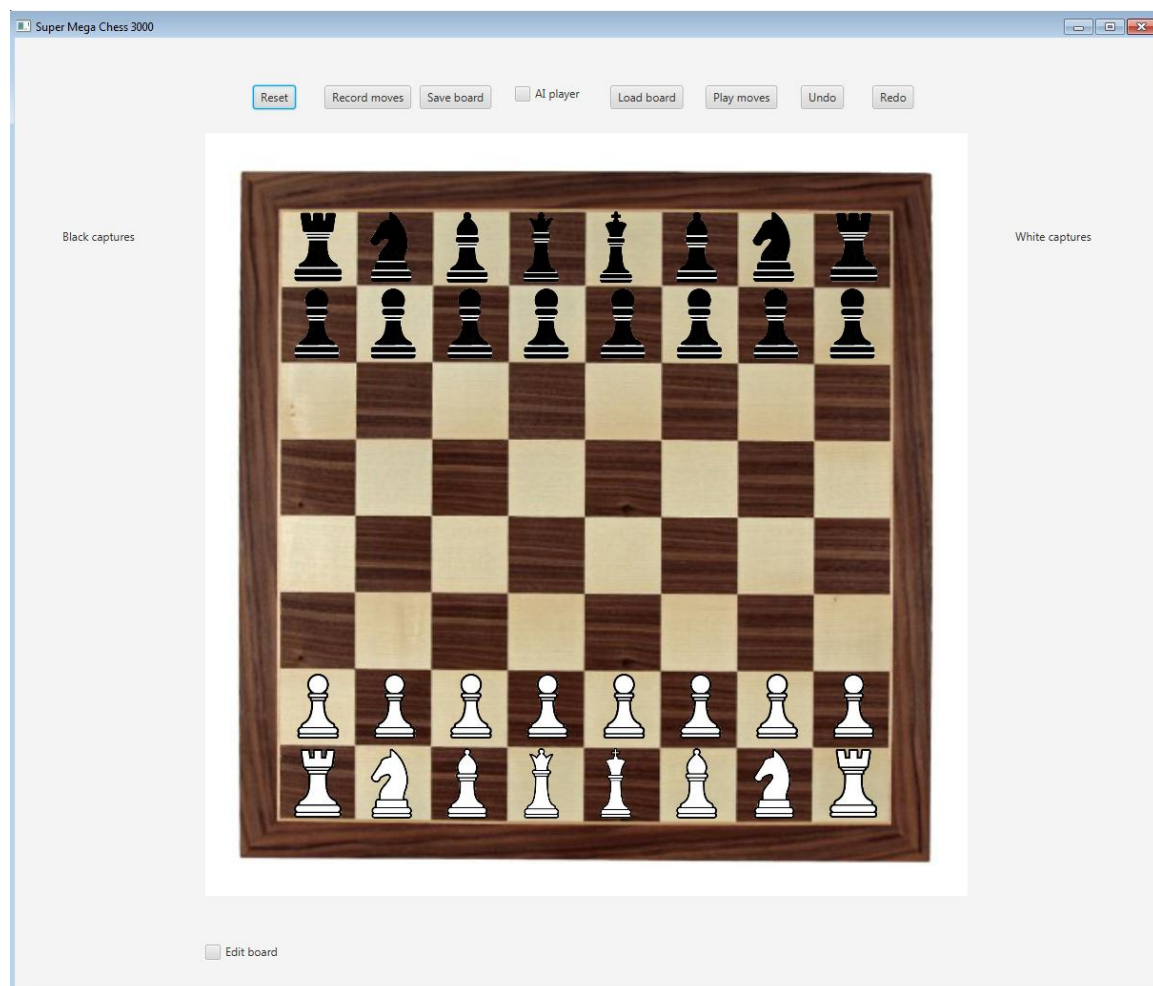 Super Mega Chess 3000
Reset
Record moves
Save board
AI player
Load board
Play moves
Undo
Redo
Black captures
White captures
Edit board